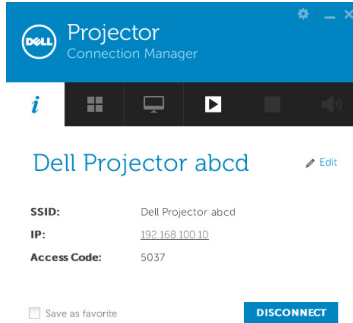 DELL
Projector
Connection Manager
i
Dell Projector abcd
Edit
SSID: Dell Projector abcd
IP: 192.168.100.10
Access Code: 5037
Save as favorite
DISCONNECT